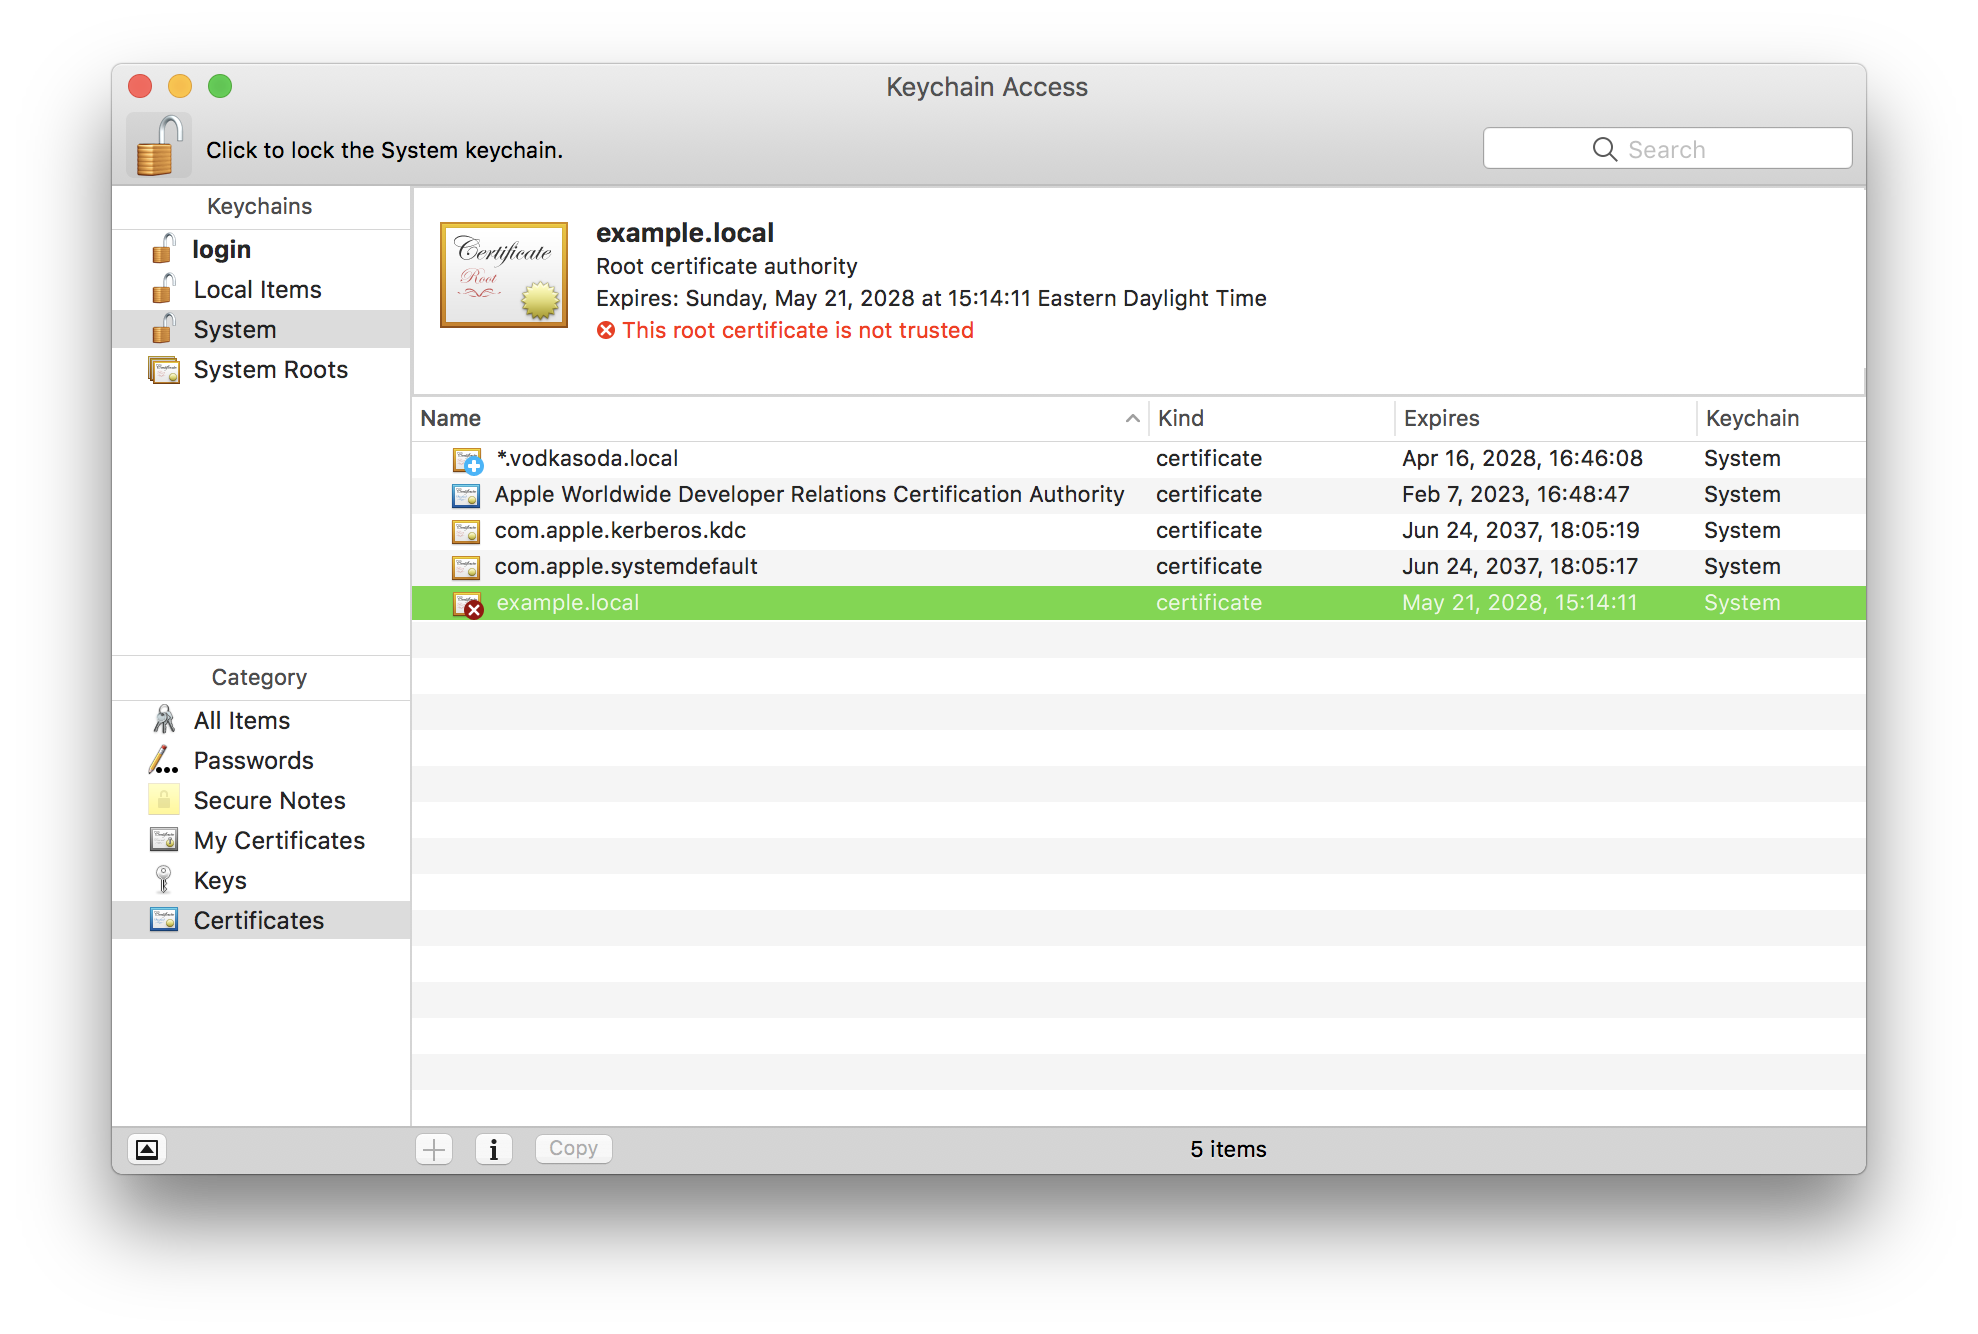 Keychain Access
Click to lock the System keychain.
Search
Keychains
login
Local Items
System
System Roots
Certificate
Root
example.local
Root certificate authority
Expires: Sunday, May 21, 2028 at 15:14:11 Eastern Daylight Time
This root certificate is not trusted
Name Kind Expires Keychain
*.vodkasoda.local certificate Apr 16, 2028, 16:46:08 System
Apple Worldwide Developer Relations Certification Authority certificate Feb 7, 2023, 16:48:47 System
com.apple.kerberos.kdc certificate Jun 24, 2037, 18:05:19 System
com.apple.systemdefault certificate Jun 24, 2037, 18:05:17 System
example.local certificate May 21, 2028, 15:14:11 System
Category
All Items
Passwords
Secure Notes
My Certificates
Keys
Certificates
Copy
5 items